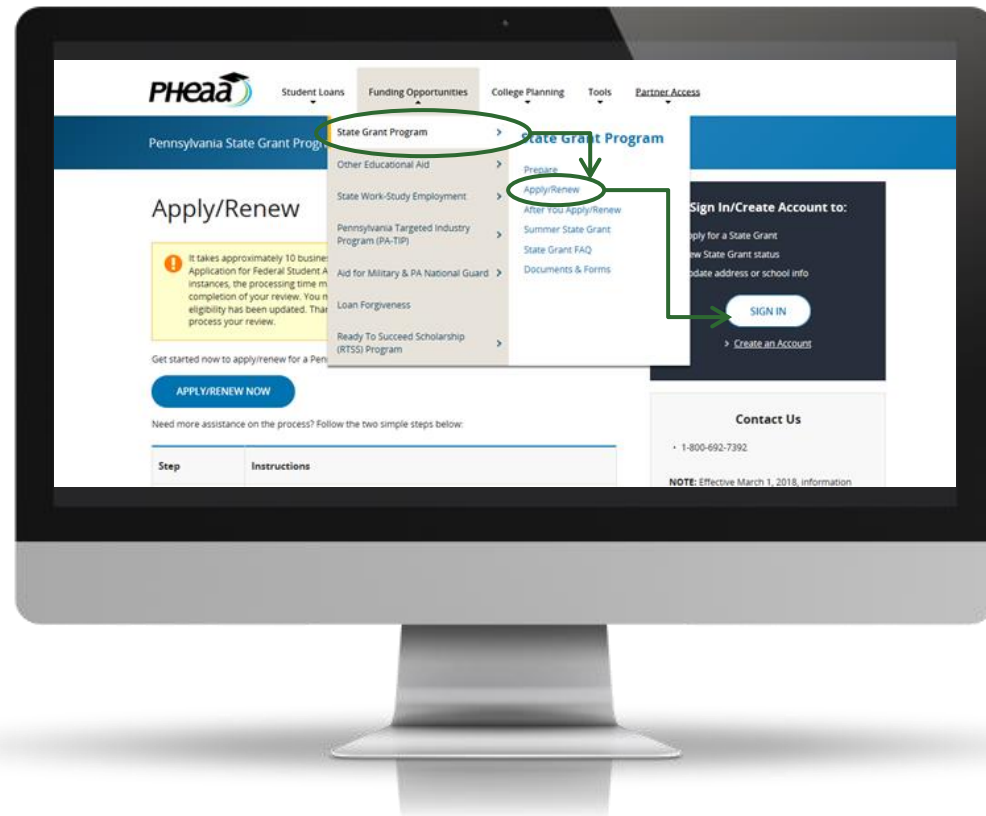 PHEAA
Student Loans
Funding Opportunities
College Planning
Tools
Partner Access
Pennsylvania State Grant
State Grant Program
Other Educational Aid
State Work-Study Employment
Pennsylvania Targeted Industry
Program (PA-TIP)
Aid for Military & PA National Guard
Loan Forgiveness
Ready To Succeed Scholarship
(RTSS) Program
State Grant Program
Prepare
Apply/Renew
After You Apply/Renew
Summer State Grant
State Grant FAQ
Documents & Forms
Apply/Renew
It takes approximately 10
Application for Federal Student
instances, the processing time
completion of your review. You
eligibility has been updated.
process your review.
Get started now to apply/renew for a
APPLY/RENEW NOW
Need more assistance on the process? Follow the two simple steps below:
Step Instructions
Sign In/Create Account to:
for a State Grant
State Grant status
address or school info
SIGN IN
› Create an Account
Contact Us
• 1-800-692-7392
NOTE: Effective March 1, 2018, information